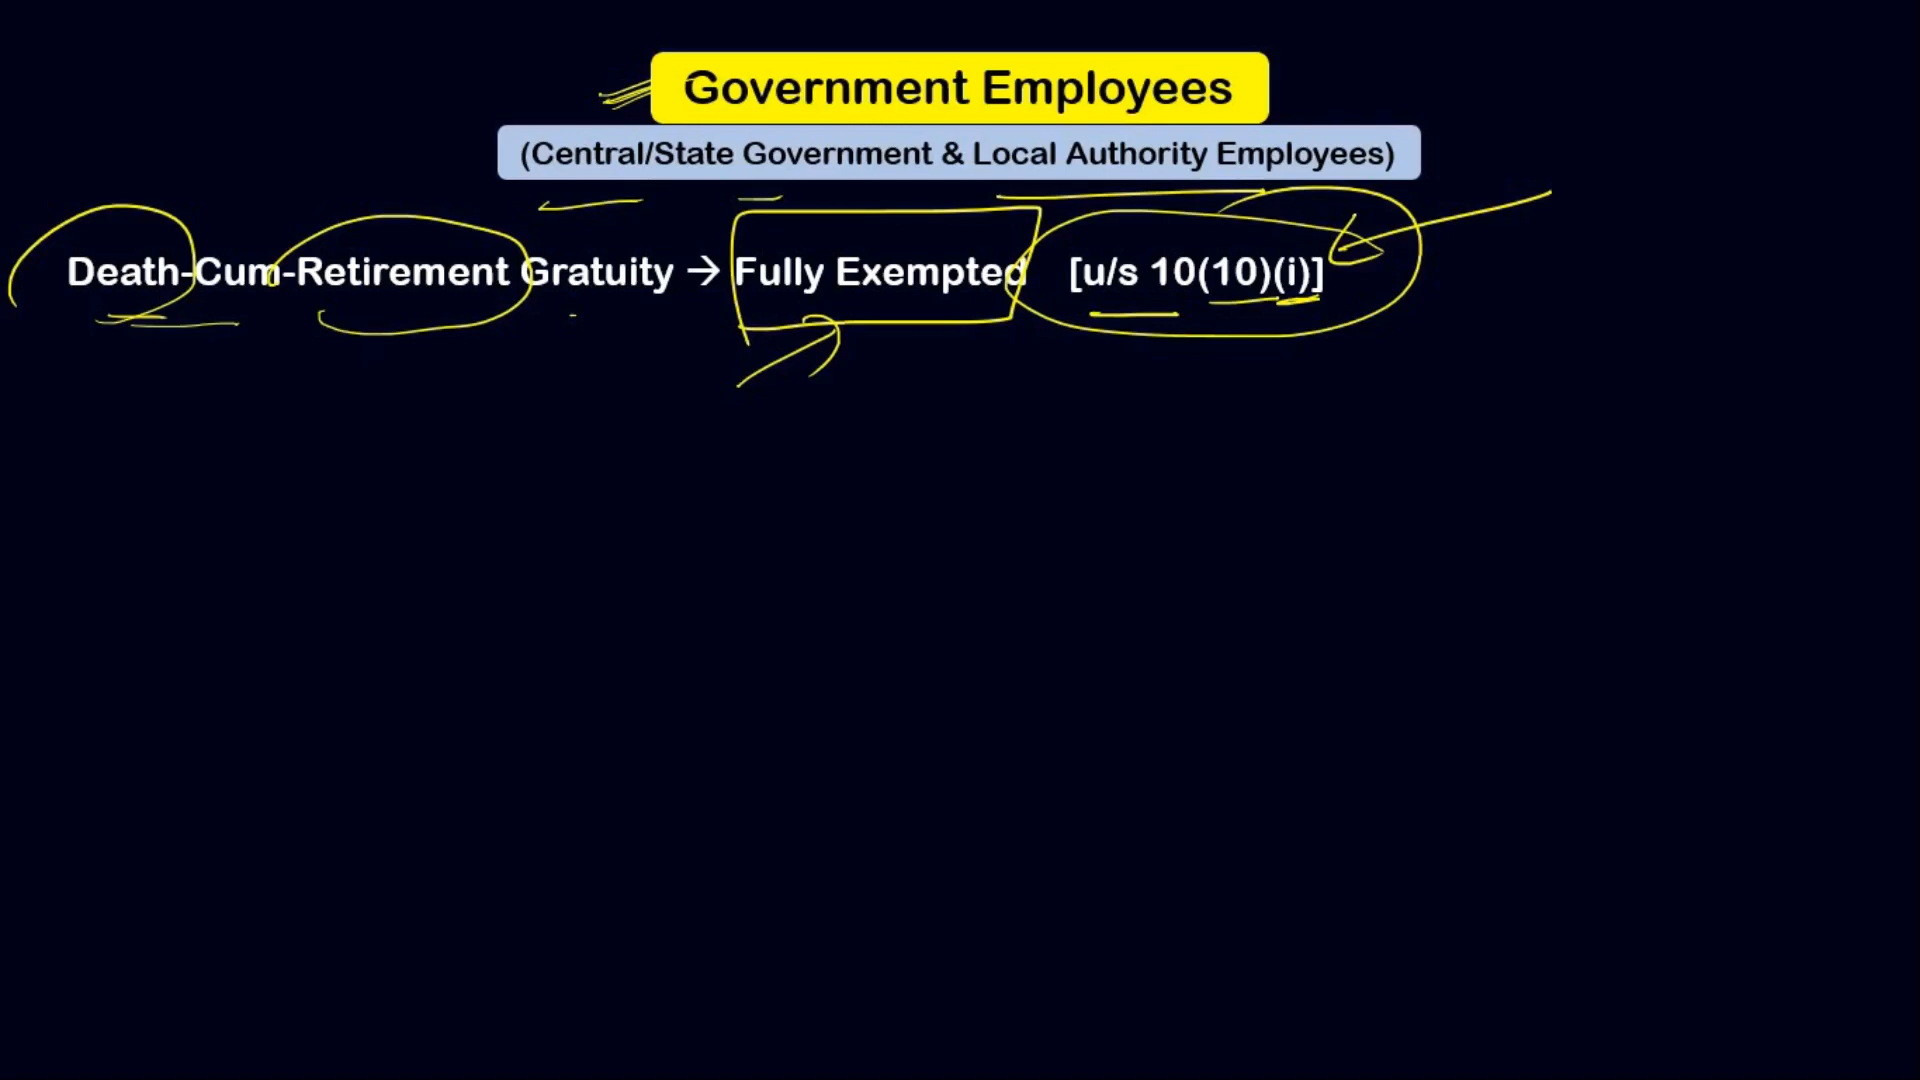 Government Employees
(Central/State Government & Local Authority Employees)
Death-Cum-Retirement Gratuity → Fully Exempted [u/s 10(10)(i)]